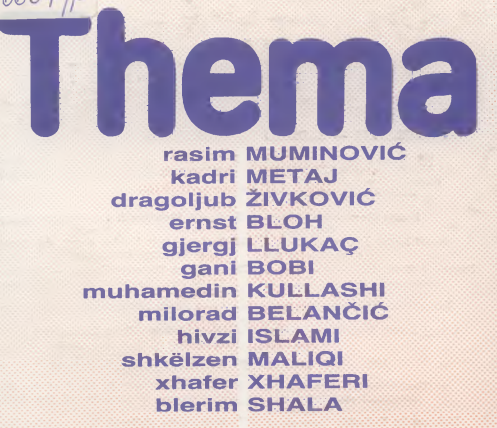 Thema
rasim MUMINOVIĆ
kadri METAJ
dragoljub ŽIVKOVIĆ
ernst BLOH
gjergj LLUKAÇ
gani BOBI
muhamedin KULLASHI
milorad BELANČIĆ
hivzi ISLAMI
shkëlzen MALIQI
xhafer XHAFERI
blerim SHALA